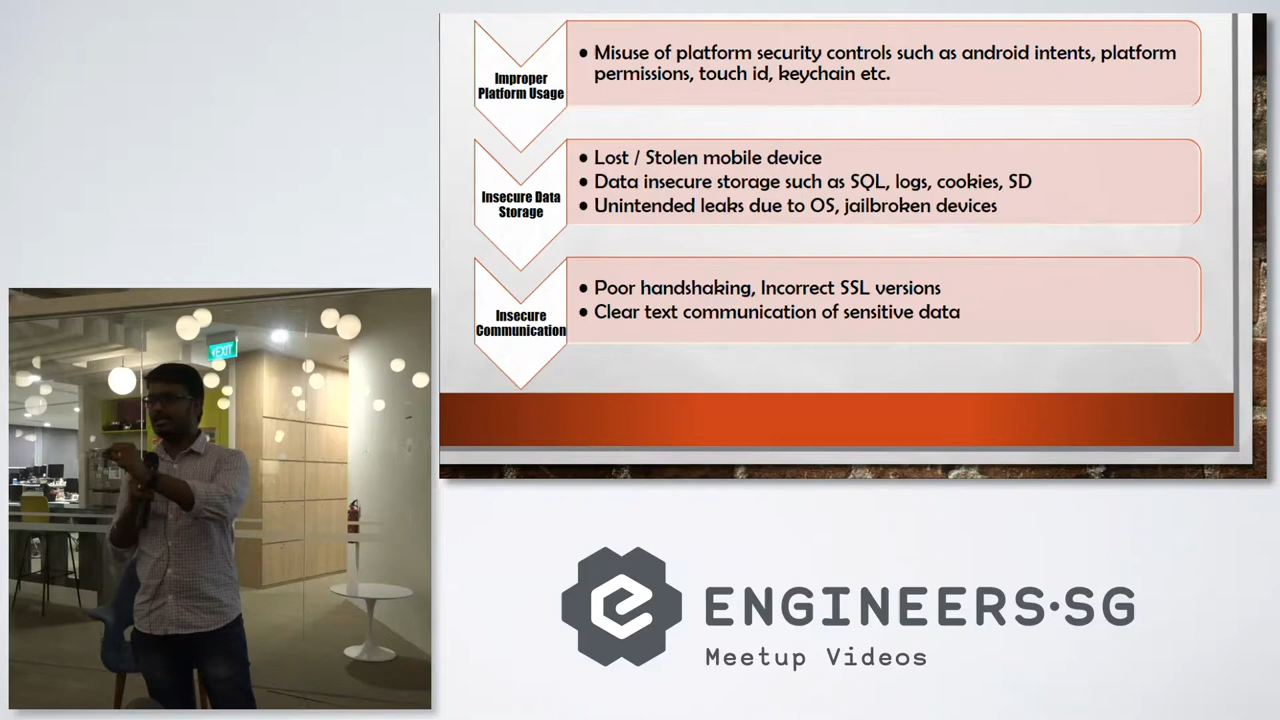 Improper
Platform Usage
• Misuse of platform security controls such as android intents, platform
permissions, touch id, keychain etc.
Insecure Data
Storage
• Lost / Stolen mobile device
• Data insecure storage such as SQL, logs, cookies, SD
• Unintended leaks due to OS, jailbroken devices
Insecure
Communication
• Poor handshaking, Incorrect SSL versions
• Clear text communication of sensitive data
EXIT
ENGINEERS·SG
Meetup Videos